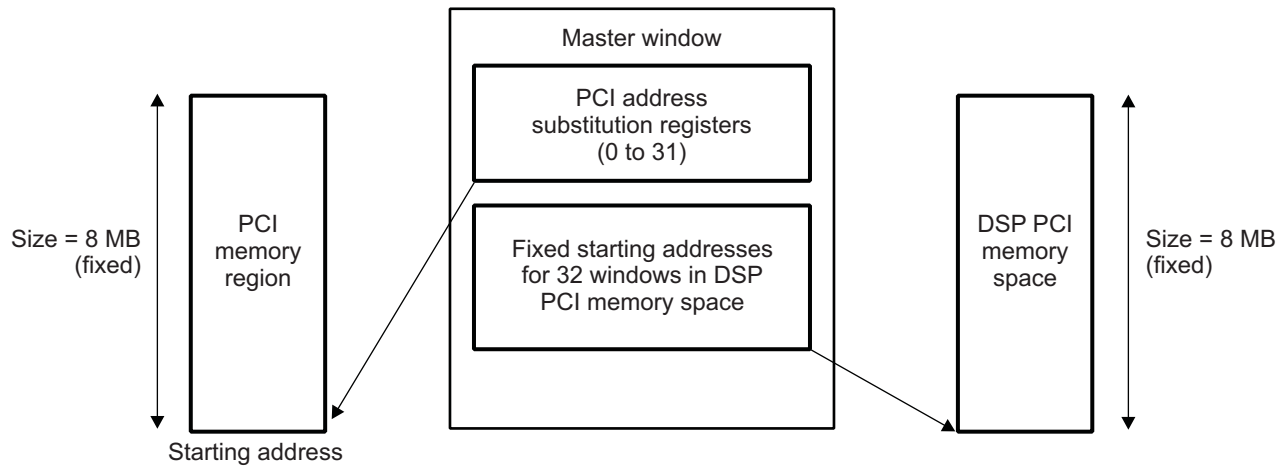 Master window
PCI address
substitution registers
(0 to 31)
Fixed starting addresses
for 32 windows in DSP
PCI memory space
Size = 8 MB
(fixed)
PCI
memory
region
Starting address
DSP PCI
memory
space
Size = 8 MB
(fixed)